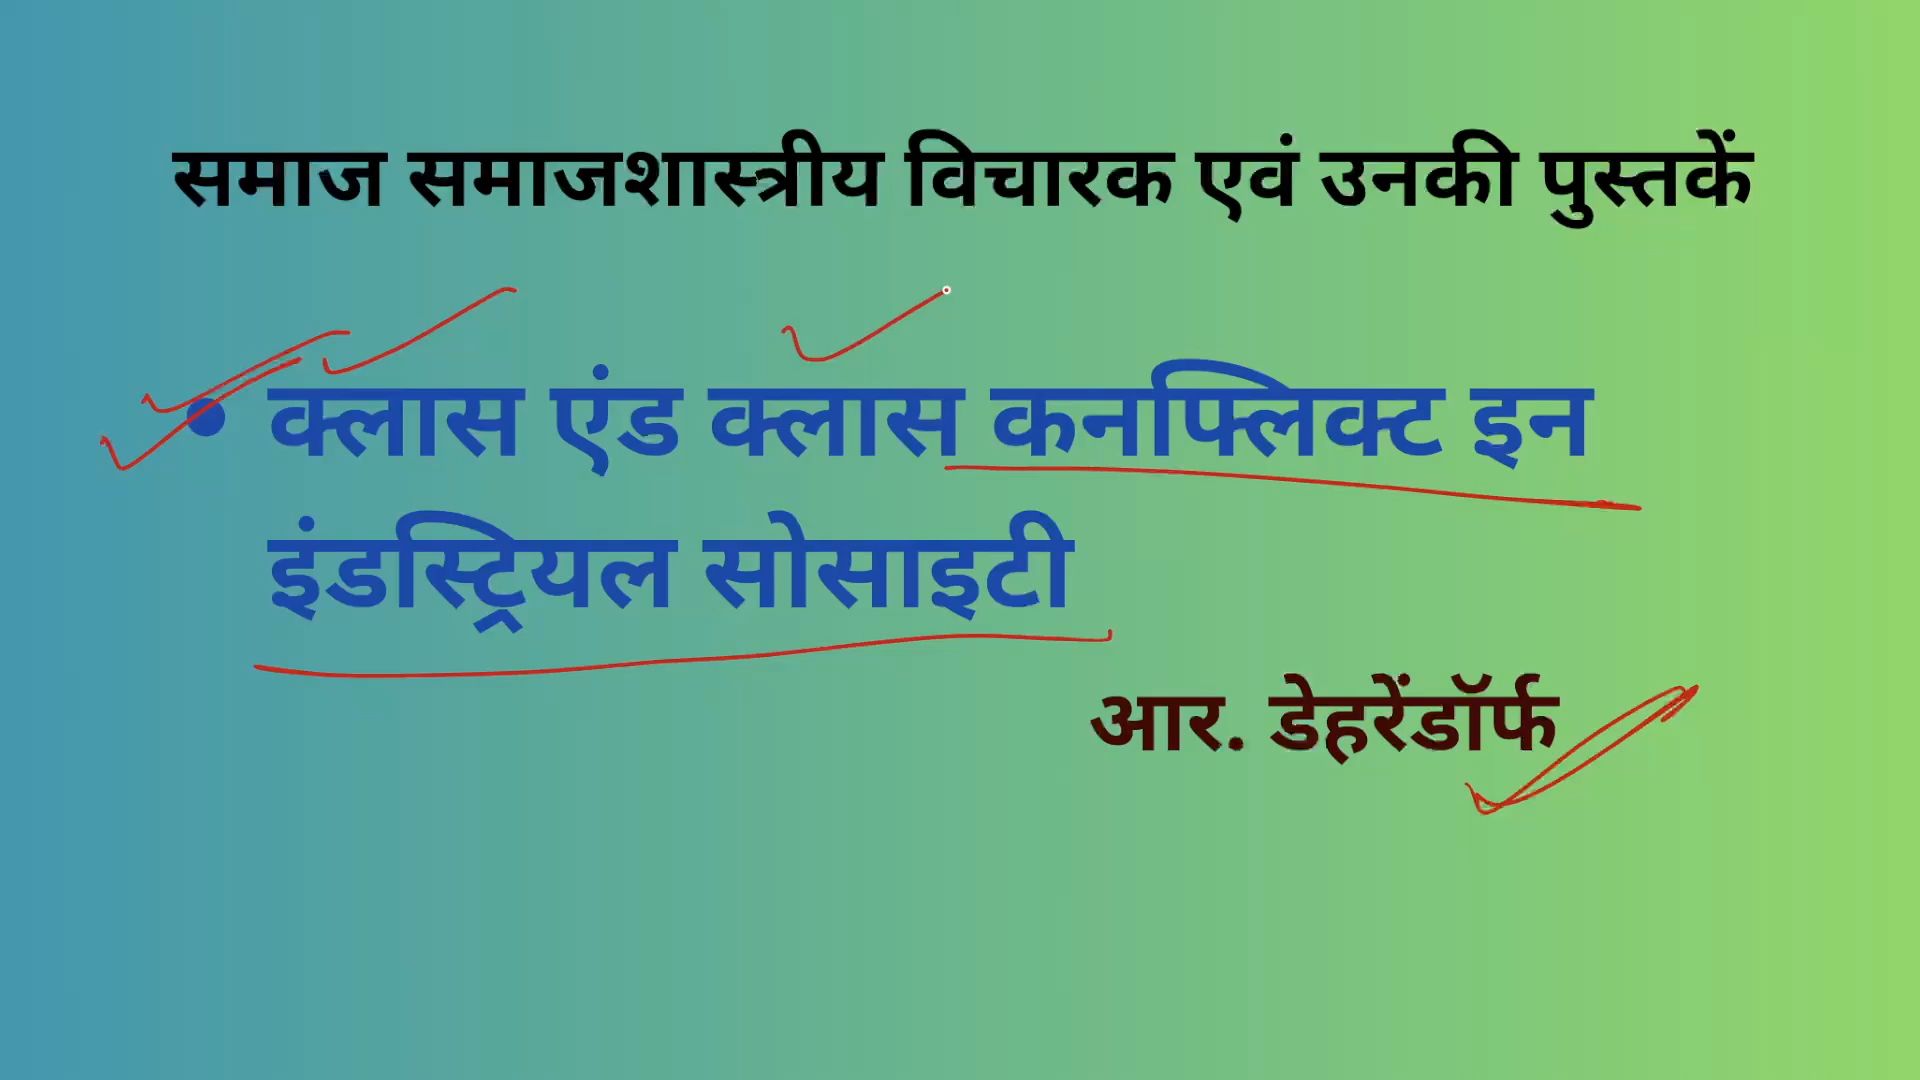 समाज समाजशास्त्रीय विचारक एवं उनकी पुस्तकें
• क्लास एंड क्लास कनफ्लिक्ट इन
इंडस्ट्रियल सोसाइटी
आर. डेहरेंडॉर्फ